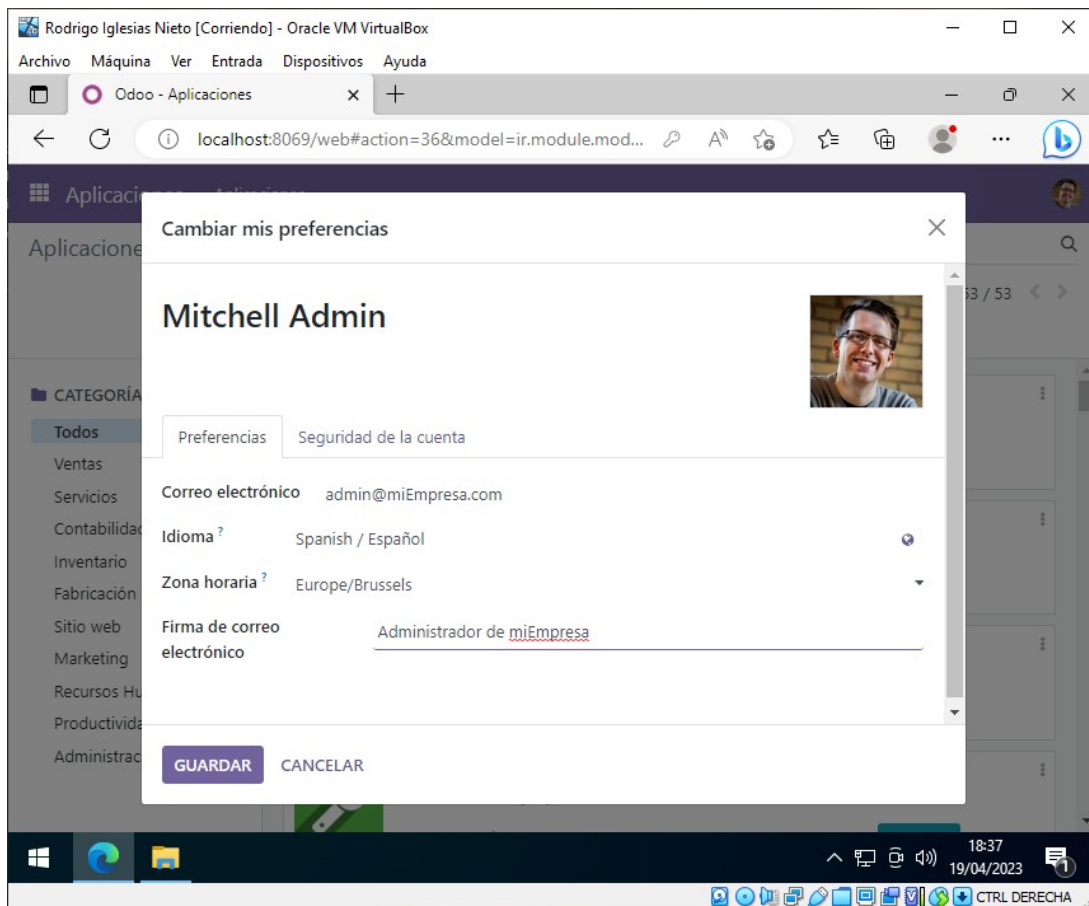 Rodrigo Iglesias Nieto [Corriendo] - Oracle VM VirtualBox
Archivo Máquina Ver Entrada Dispositivos Ayuda
Odoo - Aplicaciones
localhost:8069/web#action=36&model=ir.module.mod...
Aplicaci
Aplicacione
53 / 53
Cambiar mis preferencias
Mitchell Admin
Preferencias Seguridad de la cuenta
Correo electrónico admin@miEmpresa.com
Idioma ? Spanish / Español
Zona horaria ? Europe/Brussels
Firma de correo
electrónico
Administrador de miEmpresa
GUARDAR CANCELAR
CATEGORÍA
Todos
Ventas
Servicios
Contabilidad
Inventario
Fabricación
Sitio web
Marketing
Recursos Hu
Productivida
Administrac
18:37
19/04/2023
1
CTRL DERECHA